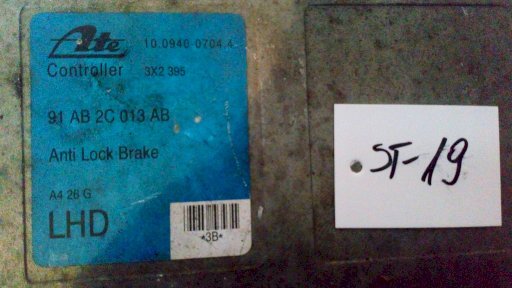 Ate 10.0940 0704.4
Controller 3X2 395
91 AB 2C 013 AB
Anti Lock Brake
A4 26 G
LHD
*3B*
ST-19